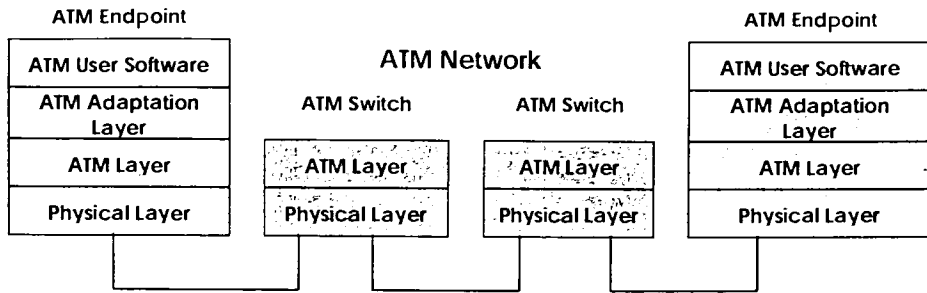 ATM Endpoint
ATM User Software
ATM Adaptation
Layer
ATM Layer
Physical Layer
ATM Network
ATM Switch
ATM Layer
Physical Layer
ATM Switch
ATM Layer
Physical Layer
ATM Endpoint
ATM User Software
ATM Adaptation
Layer
ATM Layer
Physical Layer